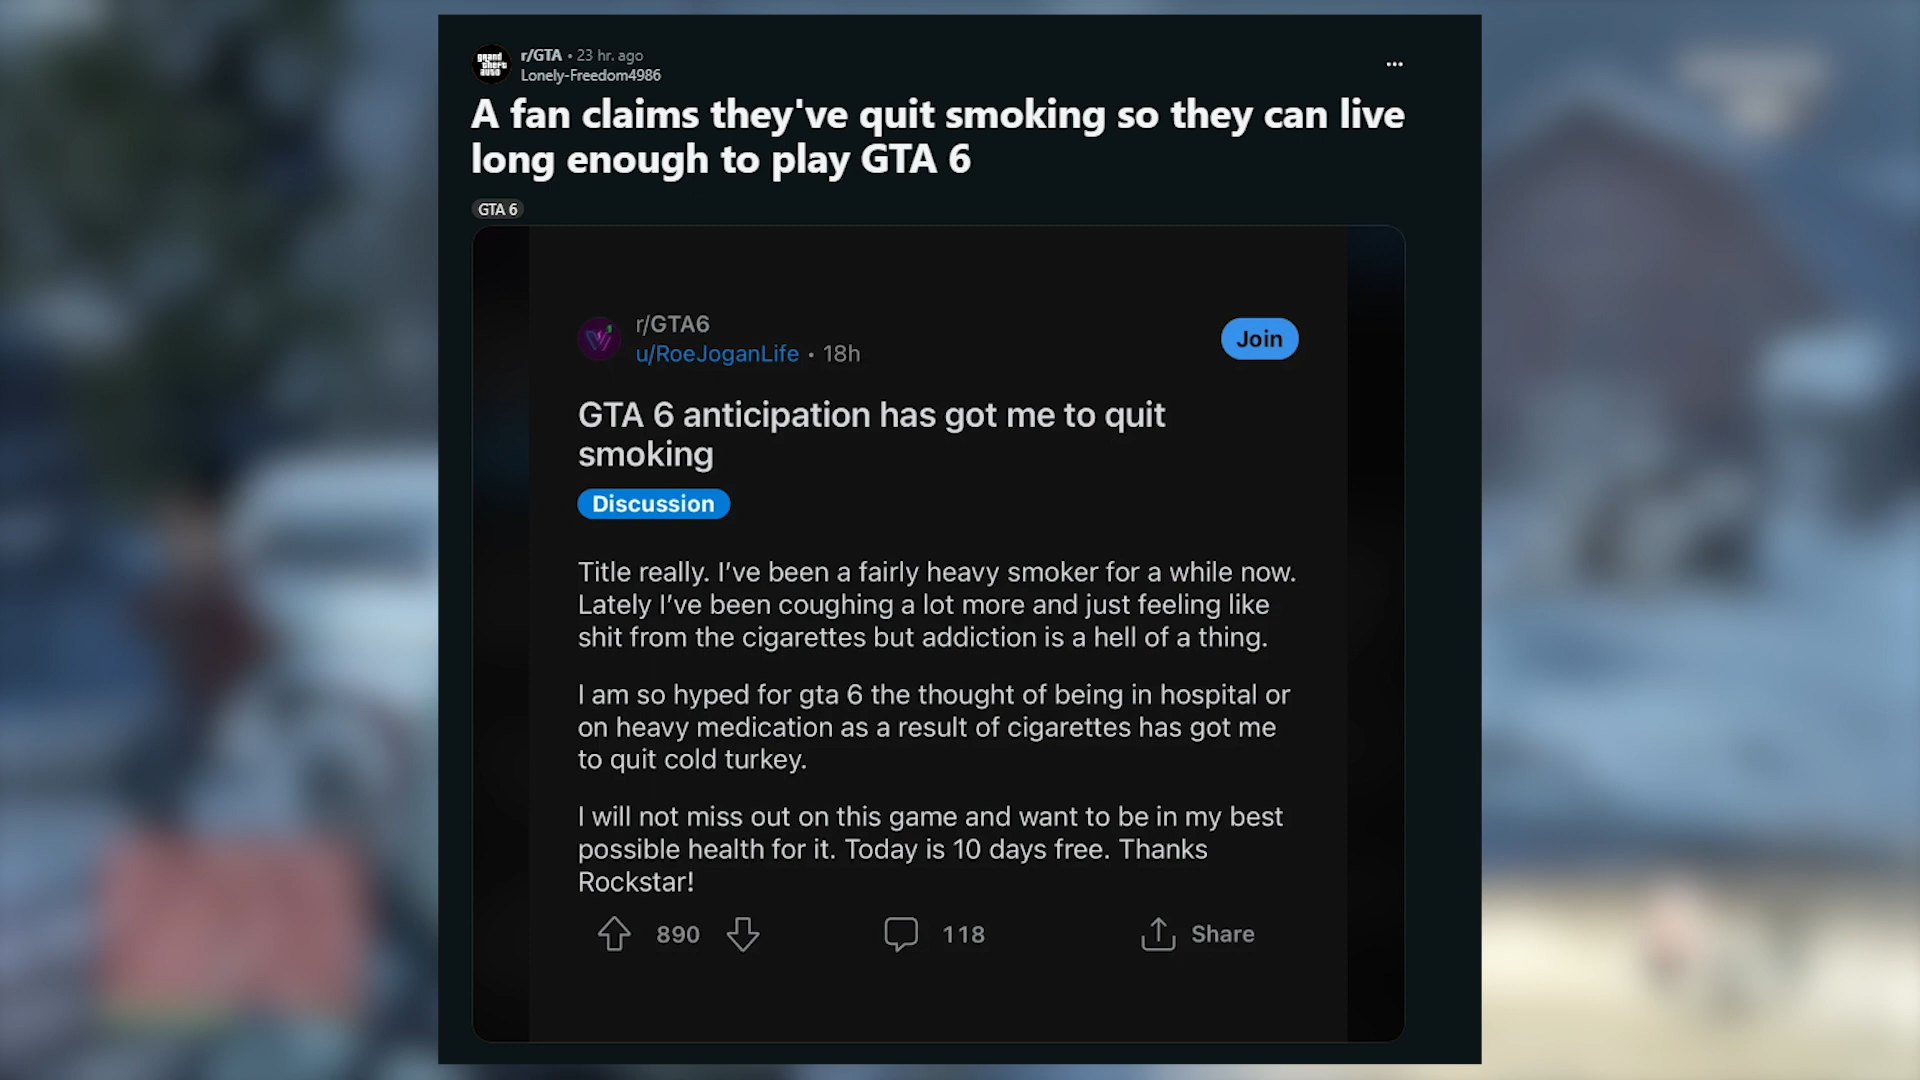 grand
theft
auto
r/GTA • 23 hr. ago
Lonely-Freedom4986
A fan claims they've quit smoking so they can live
long enough to play GTA 6
GTA 6
r/GTA6
u/RoeJoganLife • 18h
Join
GTA 6 anticipation has got me to quit
smoking
Discussion
Title really. I’ve been a fairly heavy smoker for a while now.
Lately I’ve been coughing a lot more and just feeling like
shit from the cigarettes but addiction is a hell of a thing.
I am so hyped for gta 6 the thought of being in hospital or
on heavy medication as a result of cigarettes has got me
to quit cold turkey.
I will not miss out on this game and want to be in my best
possible health for it. Today is 10 days free. Thanks
Rockstar!
890
118
Share